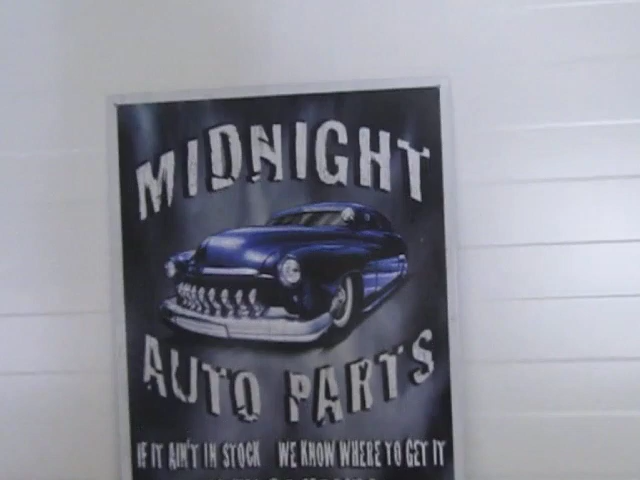 MIDNIGHT
AUTO PARTS
IF IT AIN'T IN STOCK WE KNOW WHERE TO GET IT